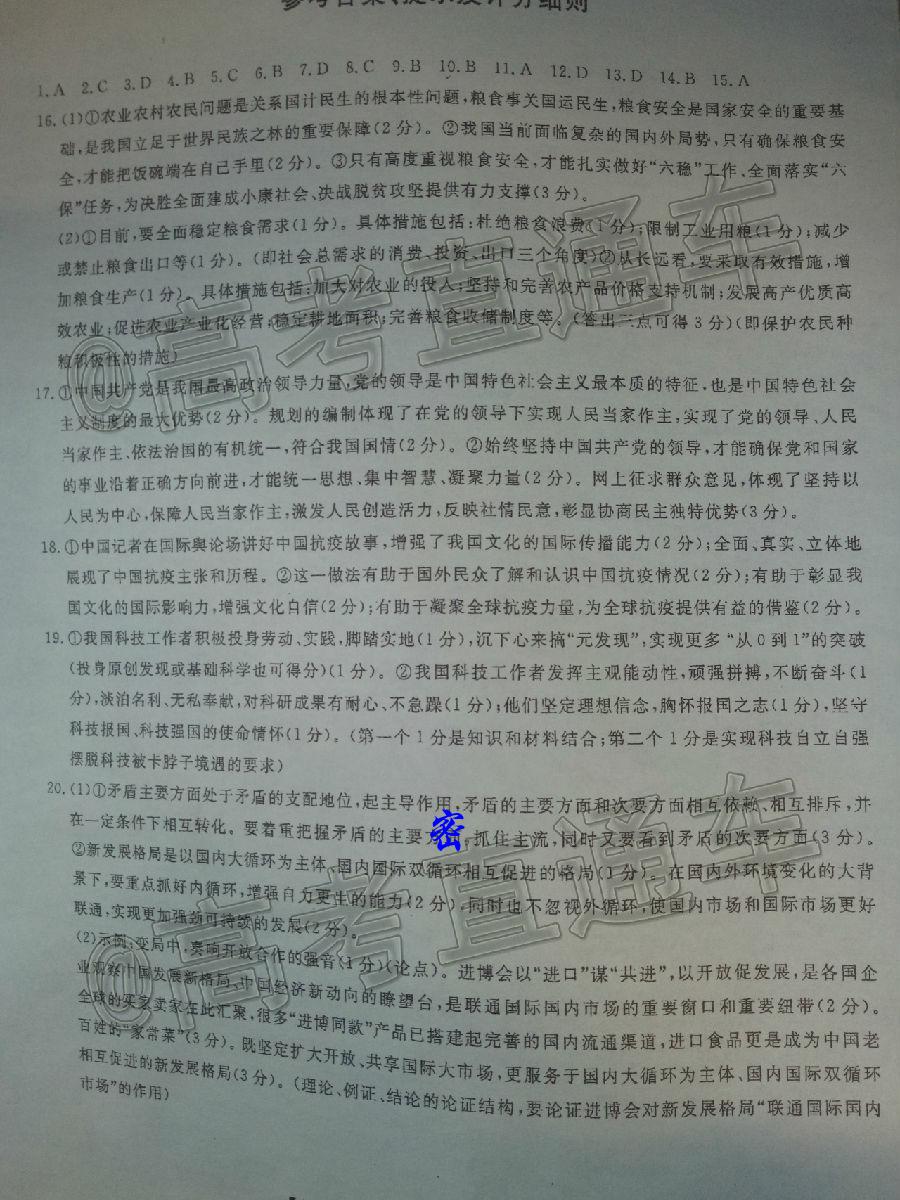 参考答案、提示及评分细则
1.A 2.C 3.D 4.B 5.C 6.B 7.D 8.C 9.B 10.B 11.A 12.D 13.D 14.B 15.A
16.(1)①农业农村农民问题是关系国计民生的根本性问题,粮食事关国运民生,粮食安全是国家安全的重要基
础,是我国立足于世界民族之林的重要保障(2分)。②我国当前面临复杂的国内外局势,只有确保粮食安
全,才能把饭碗端在自己手里(2分)。③只有高度重视粮食安全,才能扎实做好“六稳”工作、全面落实“六
保”任务,为决胜全面建成小康社会、决战脱贫攻坚提供有力支撑(3分)。
(2)①目前,要全面稳定粮食需求(1分)。具体措施包括:杜绝粮食浪费(1分);限制工业用粮(1分);减少
或禁止粮食出口等(1分)。(即社会总需求的消费、投资、出口三个角度)②从长远看,要采取有效措施,增
加粮食生产(1分)。具体措施包括:加大对农业的投入;坚持和完善农产品价格支持机制;发展高产优质高
效农业;促进农业产业化经营;稳定耕地面积;完善粮食收储制度等。(答出三点可得3分)(即保护农民种
粮积极性的措施)
17.①中国共产党是我国最高政治领导力量,党的领导是中国特色社会主义最本质的特征,也是中国特色社会
主义制度的最大优势(2分)。规划的编制体现了在党的领导下实现人民当家作主,实现了党的领导、人民
当家作主、依法治国的有机统一,符合我国国情(2分)。②始终坚持中国共产党的领导,才能确保党和国家
的事业沿着正确方向前进,才能统一思想、集中智慧、凝聚力量(2分)。网上征求群众意见,体现了坚持以
人民为中心,保障人民当家作主,激发人民创造活力,反映社情民意,彰显协商民主独特优势(3分)。
18.①中国记者在国际舆论场讲好中国抗疫故事,增强了我国文化的国际传播能力(2分);全面、真实、立体地
展现了中国抗疫主张和历程。②这一做法有助于国外民众了解和认识中国抗疫情况(2分);有助于彰显我
国文化的国际影响力,增强文化自信(2分);有助于凝聚全球抗疫力量,为全球抗疫提供有益的借鉴(2分)。
19.①我国科技工作者积极投身劳动、实践,脚踏实地(1分),沉下心来搞“元发现”,实现更多“从0到1”的突破
(投身原创发现或基础科学也可得分)(1分)。②我国科技工作者发挥主观能动性,顽强拼搏,不断奋斗(1
分),淡泊名利、无私奉献,对科研成果有耐心、不急躁(1分);他们坚定理想信念,胸怀报国之志(1分),坚守
科技报国、科技强国的使命情怀(1分)。(第一个1分是知识和材料结合;第二个1分是实现科技自立自强
摆脱科技被卡脖子境遇的要求)
20.(1)①矛盾主要方面处于矛盾的支配地位,起主导作用,矛盾的主要方面和次要方面相互依赖、相互排斥,并
在一定条件下相互转化。要着重把握矛盾的主要方密,抓住主流,同时又要看到矛盾的次要方面(3分)。
②新发展格局是以国内大循环为主体、国内国际双循环相互促进的格局(1分)。在国内外环境变化的大背
景下,要重点抓好内循环,增强自力更生的能力(2分),同时也不忽视外循环,使国内市场和国际市场更好
联通,实现更加强劲可持续的发展(2分)。
(2)示例:变局中,奏响开放合作的强音(1分)(论点)。进博会以“进口”谋“共进”,以开放促发展,是各国企
业观察中国发展新格局、中国经济新动向的瞭望台,是联通国际国内市场的重要窗口和重要纽带(2分)。
全球的买家卖家在此汇聚,很多“进博同款”产品已搭建起完善的国内流通渠道,进口食品更是成为中国老
百姓的“家常菜”(3分)。既坚定扩大开放、共享国际大市场,更服务于国内大循环为主体、国内国际双循环
相互促进的新发展格局(3分)。(理论、例证、结论的论证结构,要论证进博会对新发展格局“联通国际国内
市场”的作用)
@高考直通车
@高考直通车